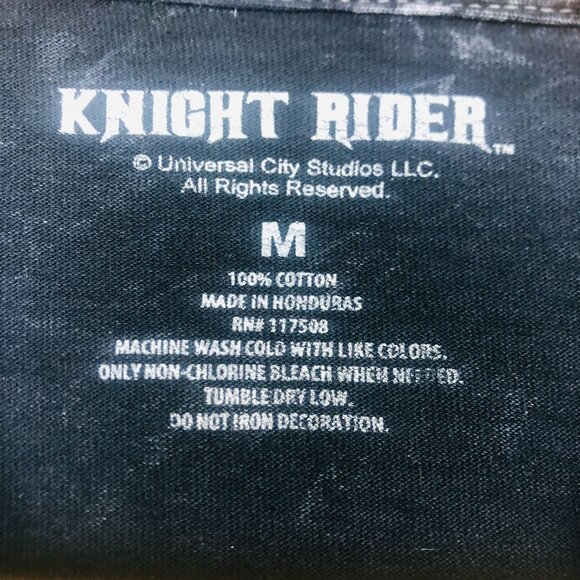 KNIGHT RIDER™
© Universal City Studios LLC.
All Rights Reserved.
M
100% COTTON
MADE IN HONDURAS
RN# 117508
MACHINE WASH COLD WITH LIKE COLORS.
ONLY NON-CHLORINE BLEACH WHEN NEEDED.
TUMBLE DRY LOW.
DO NOT IRON DECORATION.